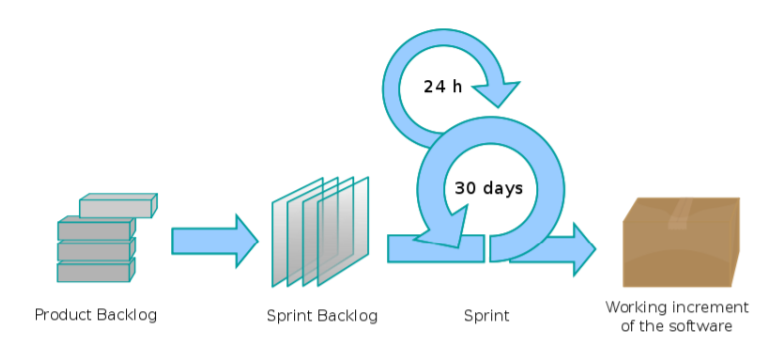 24 h
30 days
Product Backlog
Sprint Backlog
Sprint
Working increment
of the software